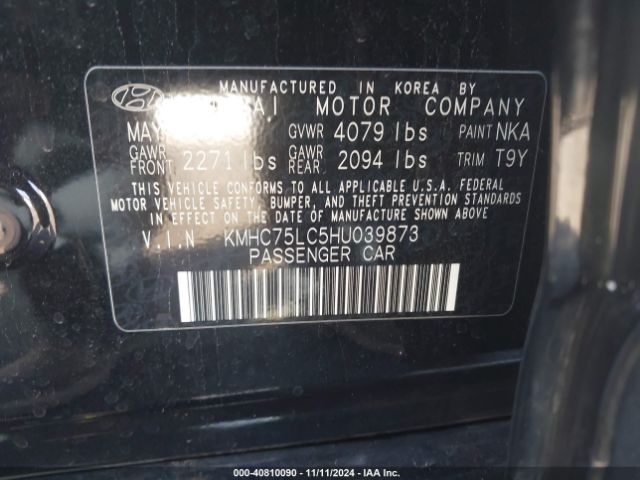 MANUFACTURED IN KOREA BY
AI MOTOR COMPANY
MAY GVWR 4079 lbs PAINT NKA
GAWR FRONT 2271 lbs GAWR REAR 2094 lbs TRIM T9Y
THIS VEHICLE CONFORMS TO ALL APPLICABLE U.S.A. FEDERAL
MOTOR VEHICLE SAFETY, BUMPER, AND THEFT PREVENTION STANDARDS
IN EFFECT ON THE DATE OF MANUFACTURE SHOWN ABOVE.
V.I.N KMHC75LC5HU039873
PASSENGER CAR
000-40810090 - 11/11/2024 - IAA Inc.